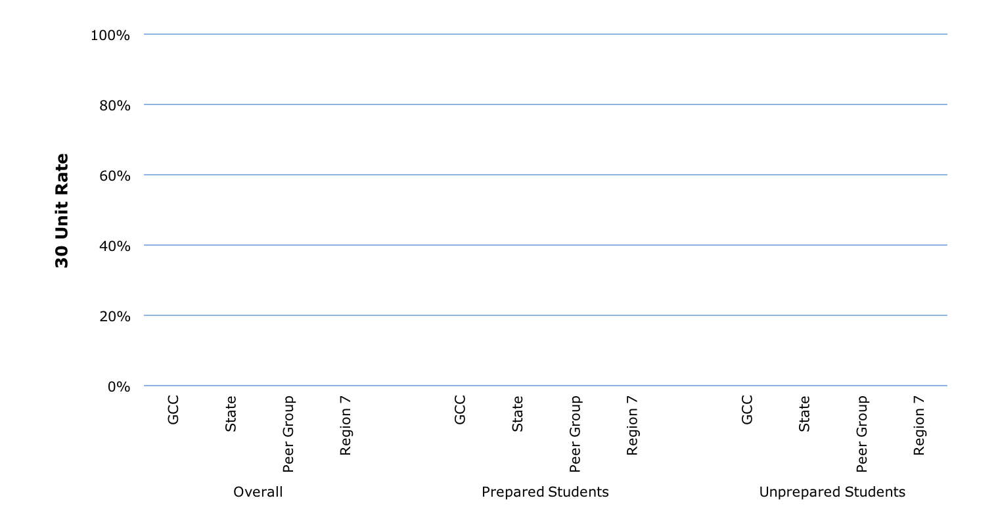 100%
80%
60%
40%
20%
0%
30 Unit Rate
GCC
State
Peer Group
Region 7
GCC
State
Peer Group
Region 7
GCC
State
Peer Group
Region 7
Overall
Prepared Students
Unprepared Students